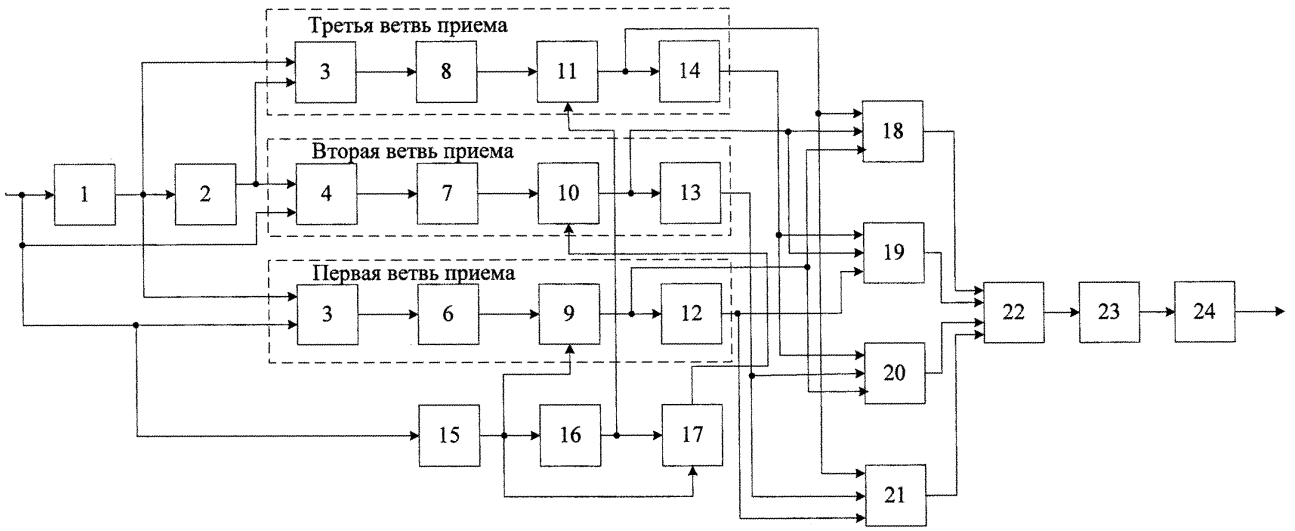 Третья ветвь приема
3 8 11 14
18
Вторая ветвь приема
1 2 4 7 10 13
19
Первая ветвь приема
3 6 9 12
22 23 24
20
15 16 17
21